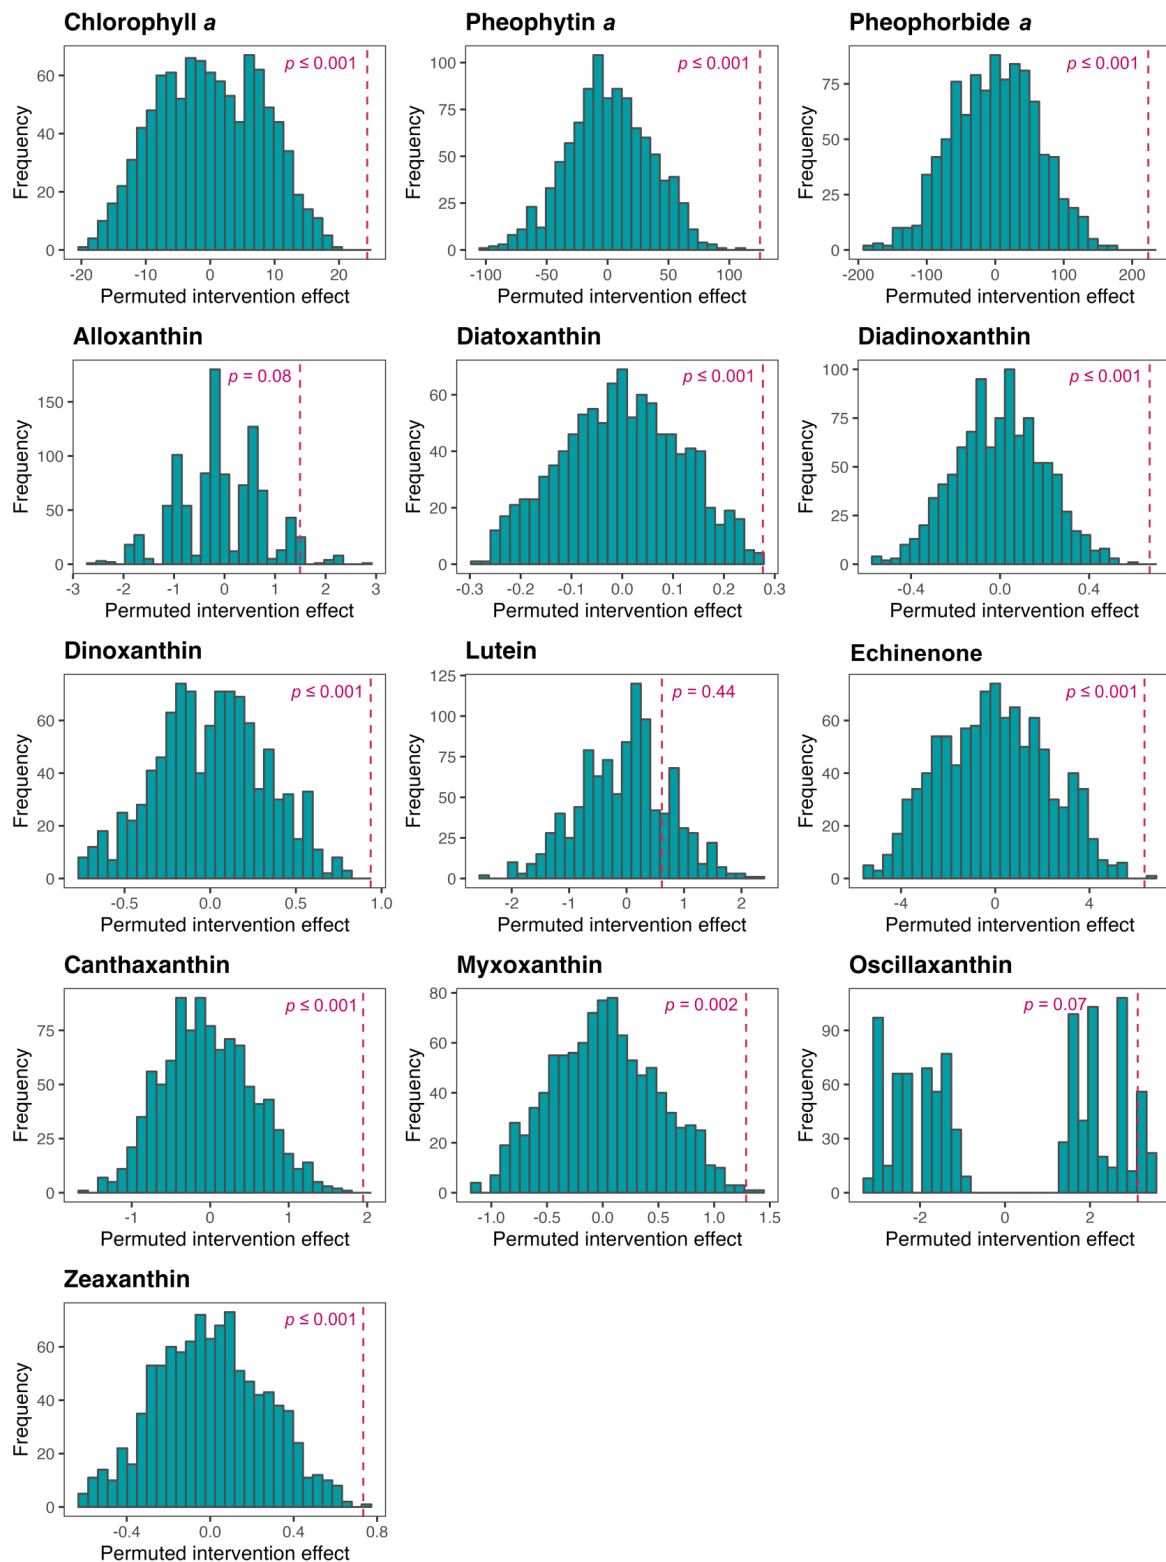 Chlorophyll a
Pheophytin a
Pheophorbide a
Frequency
60
40
20
0
p ≤ 0.001
-20
-10
0
10
20
Permuted intervention effect
Frequency
100
75
50
25
0
p ≤ 0.001
-100
-50
0
50
100
Permuted intervention effect
Frequency
75
50
25
0
p ≤ 0.001
-200
-100
0
100
200
Permuted intervention effect
Alloxanthin
Diatoxanthin
Diadinoxanthin
Frequency
150
100
50
0
p = 0.08
-3
-2
-1
0
1
2
3
Permuted intervention effect
Frequency
60
40
20
0
p ≤ 0.001
-0.3
-0.2
-0.1
0.0
0.1
0.2
0.3
Permuted intervention effect
Frequency
100
75
50
25
0
p ≤ 0.001
-0.4
0.0
0.4
Permuted intervention effect
Dinoxanthin
Lutein
Echinenone
Frequency
60
40
20
0
p ≤ 0.001
-0.5
0.0
0.5
1.0
Permuted intervention effect
Frequency
125
100
75
50
25
0
p = 0.44
-2
-1
0
1
2
Permuted intervention effect
Frequency
60
40
20
0
p ≤ 0.001
-4
0
4
Permuted intervention effect
Canthaxanthin
Myxoxanthin
Oscillaxanthin
Frequency
75
50
25
0
p ≤ 0.001
-1
0
1
2
Permuted intervention effect
Frequency
80
60
40
20
0
p = 0.002
-1.0
-0.5
0.0
0.5
1.0
1.5
Permuted intervention effect
Frequency
90
60
30
0
p = 0.07
-2
0
2
Permuted intervention effect
Zeaxanthin
Frequency
60
40
20
0
p ≤ 0.001
-0.4
0.0
0.4
0.8
Permuted intervention effect